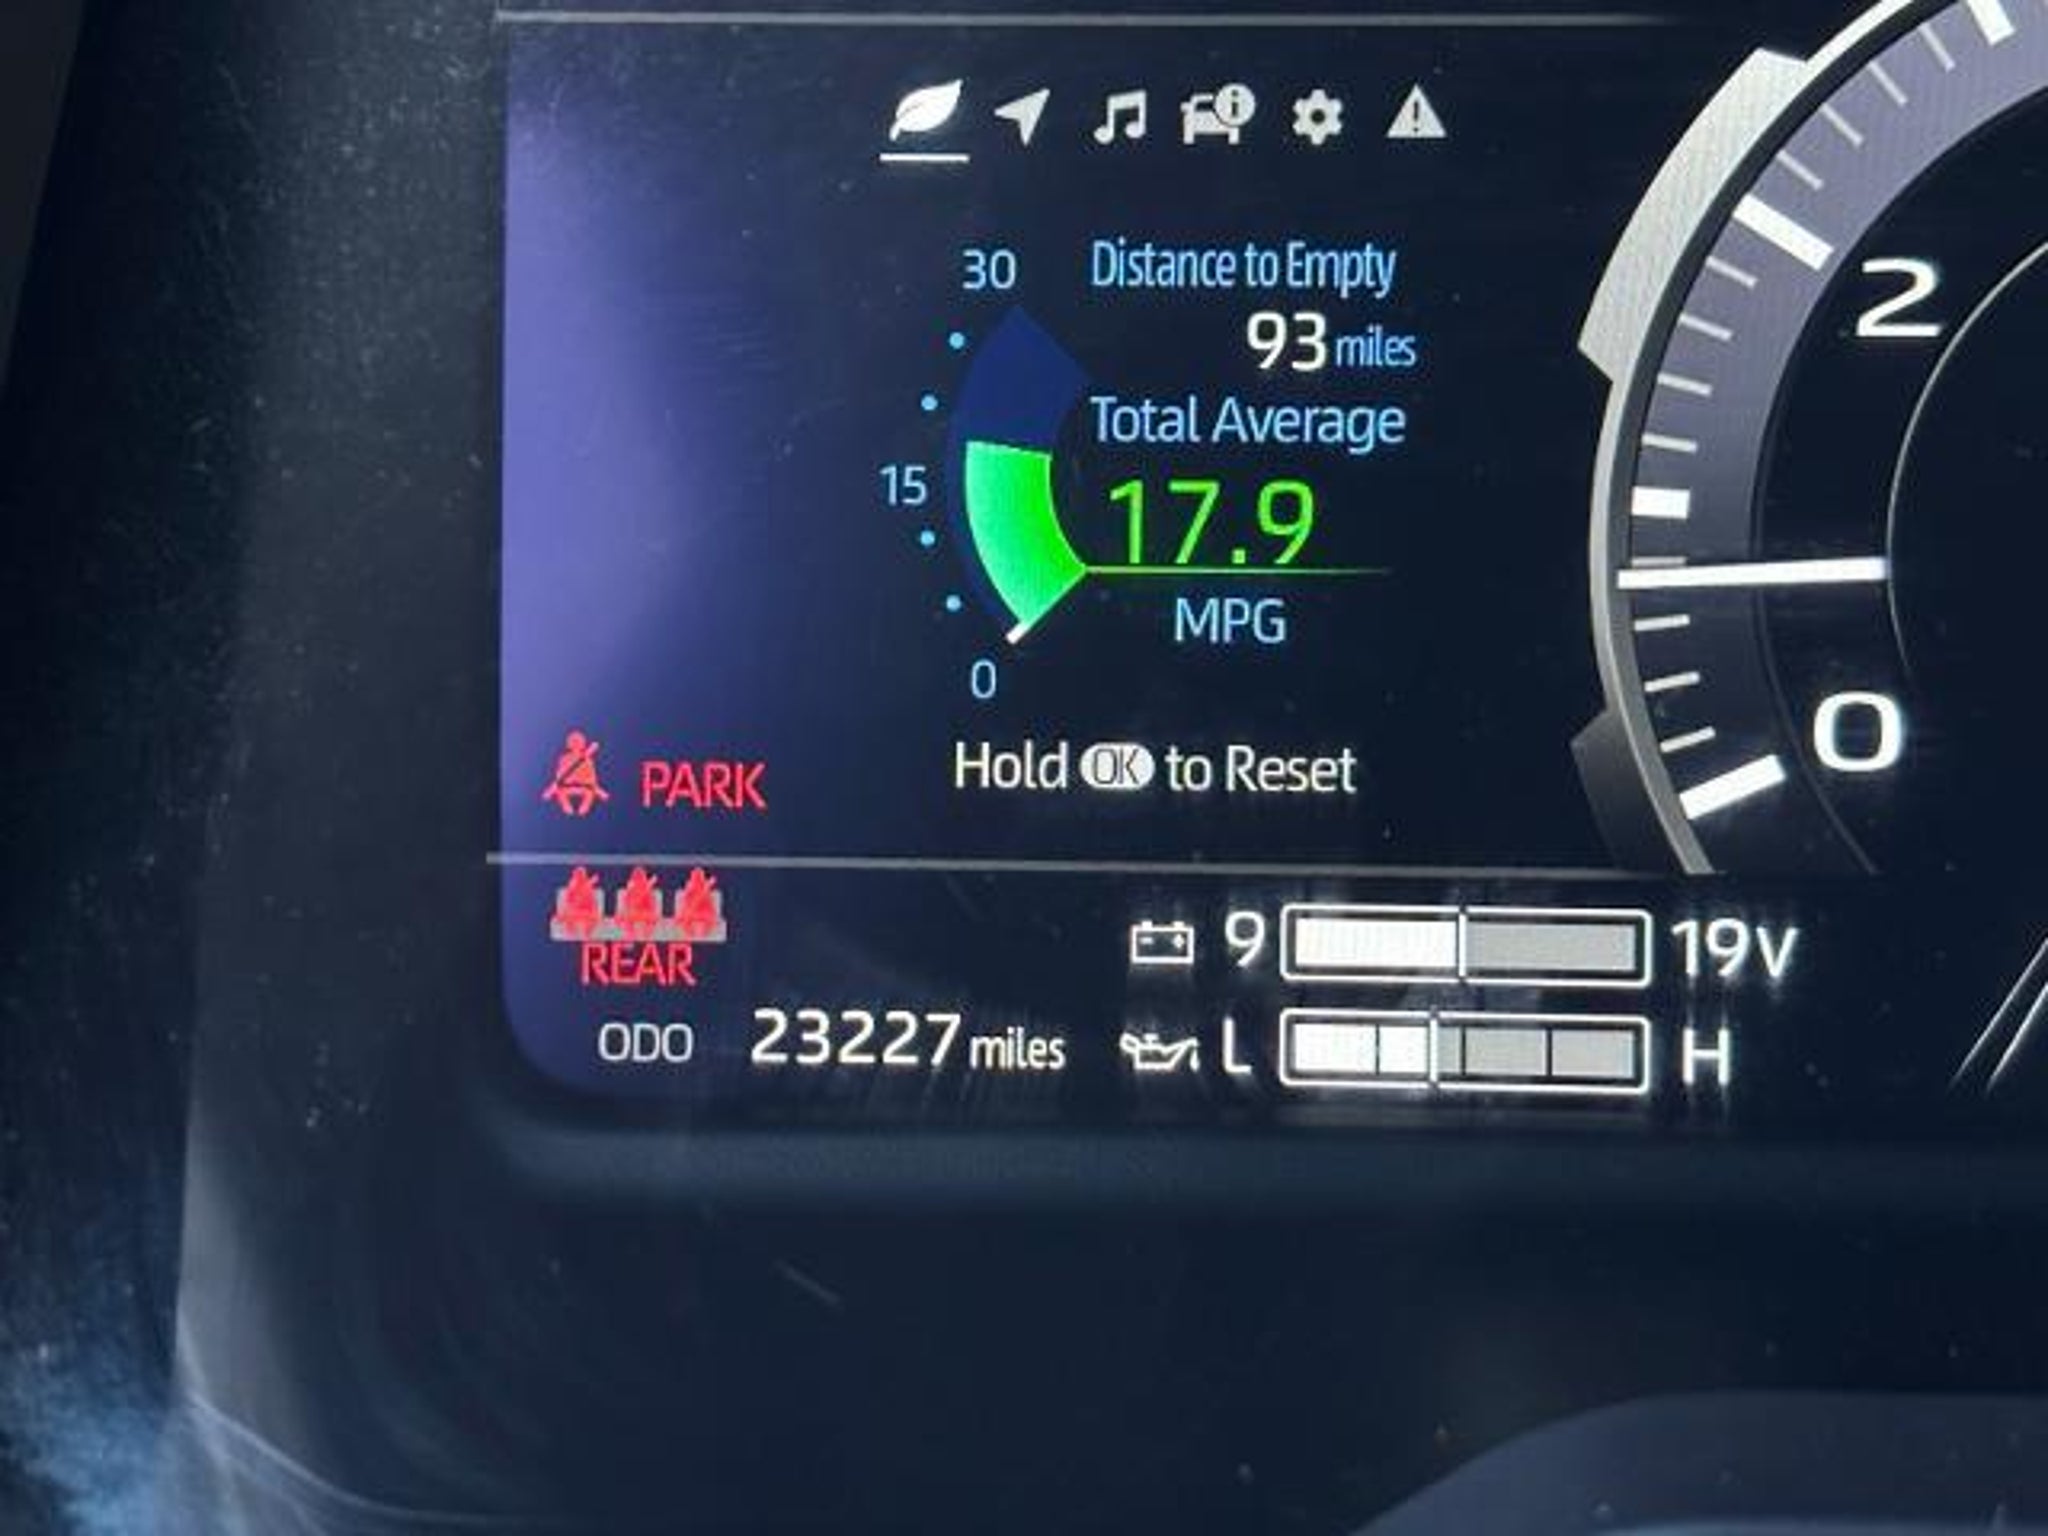 30
Distance to Empty
93 miles
Total Average
15
17.9
MPG
0
Hold OK to Reset
PARK
REAR
ODO 23227 miles
9 19V
L H
2
0